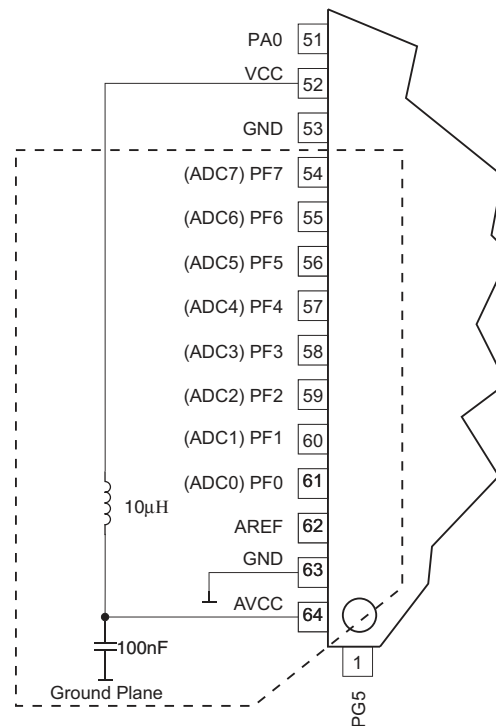 PA0 51
VCC 52
GND 53
(ADC7) PF7 54
(ADC6) PF6 55
(ADC5) PF5 56
(ADC4) PF4 57
(ADC3) PF3 58
(ADC2) PF2 59
(ADC1) PF1 60
(ADC0) PF0 61
10μH
AREF 62
GND 63
AVCC 64
100nF
1
Ground Plane
PG5